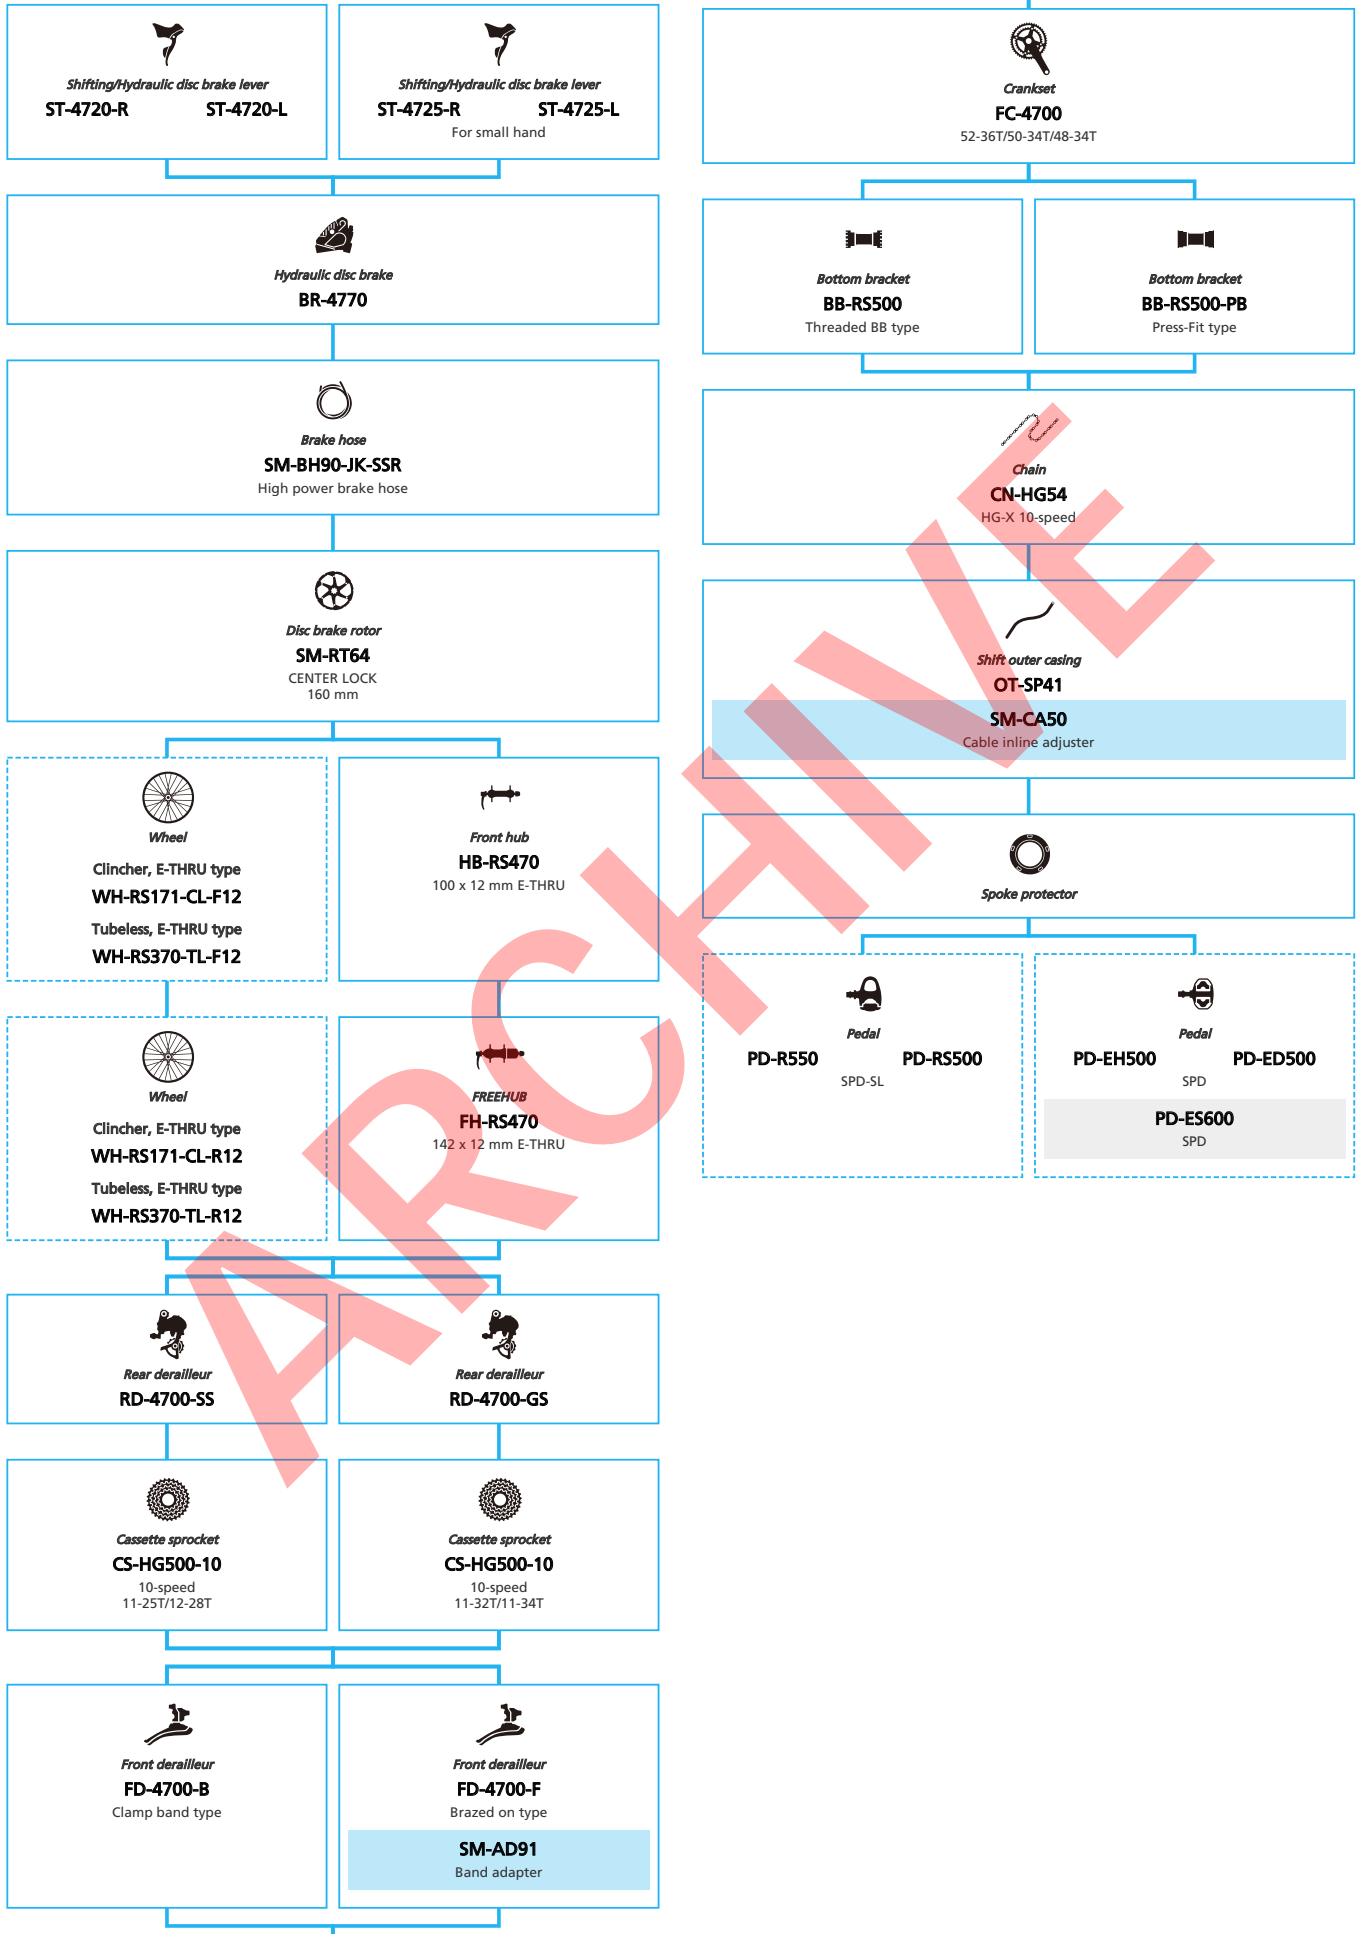 Shifting/Hydraulic disc brake lever
ST-4720-R ST-4720-L
Shifting/Hydraulic disc brake lever
ST-4725-R ST-4725-L
For small hand
Hydraulic disc brake
BR-4770
Brake hose
SM-BH90-JK-SSR
High power brake hose
Disc brake rotor
SM-RT64
CENTER LOCK
160 mm
Wheel
Clincher, E-THRU type
WH-RS171-CL-F12
Tubeless, E-THRU type
WH-RS370-TL-F12
Front hub
HB-RS470
100 x 12 mm E-THRU
Wheel
Clincher, E-THRU type
WH-RS171-CL-R12
Tubeless, E-THRU type
WH-RS370-TL-R12
FREEHUB
FH-RS470
142 x 12 mm E-THRU
Rear derailleur
RD-4700-SS
Rear derailleur
RD-4700-GS
Cassette sprocket
CS-HG500-10
10-speed
11-25T/12-28T
Cassette sprocket
CS-HG500-10
10-speed
11-32T/11-34T
Front derailleur
FD-4700-B
Clamp band type
Front derailleur
FD-4700-F
Brazed on type
SM-AD91
Band adapter
Crankset
FC-4700
52-36T/50-34T/48-34T
Bottom bracket
BB-RS500
Threaded BB type
Bottom bracket
BB-RS500-PB
Press-Fit type
Chain
CN-HG54
HG-X 10-speed
Shift outer casing
OT-SP41
SM-CA50
Cable inline adjuster
Spoke protector
Pedal
PD-R550 PD-RS500
SPD-SL
Pedal
PD-EH500 PD-ED500
SPD
PD-ES600
SPD
ARCHIVE